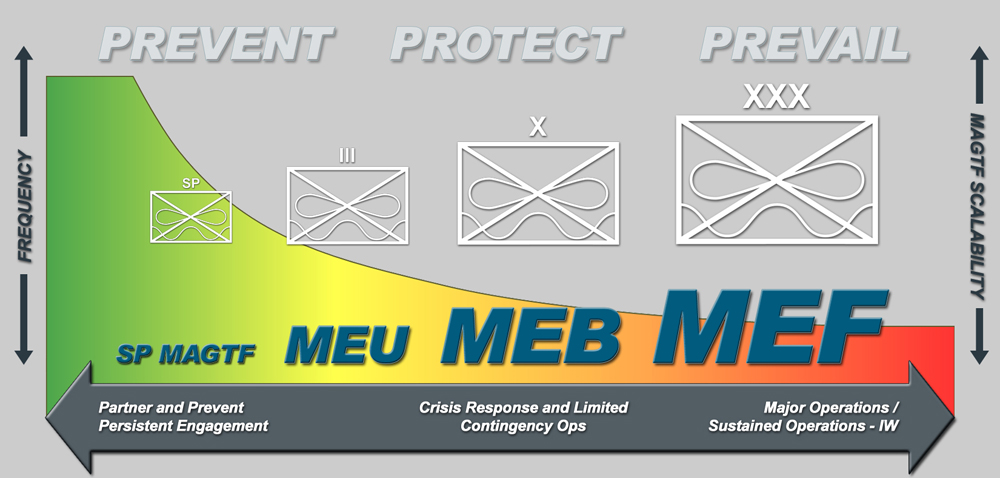 PREVENT PROTECT PREVAIL
XXX
X
III
SP
FREQUENCY
MAGTF SCALABILITY
SP MAGTF MEU MEB MEF
Partner and Prevent
Persistent Engagement
Crisis Response and Limited
Contingency Ops
Major Operations /
Sustained Operations - IW